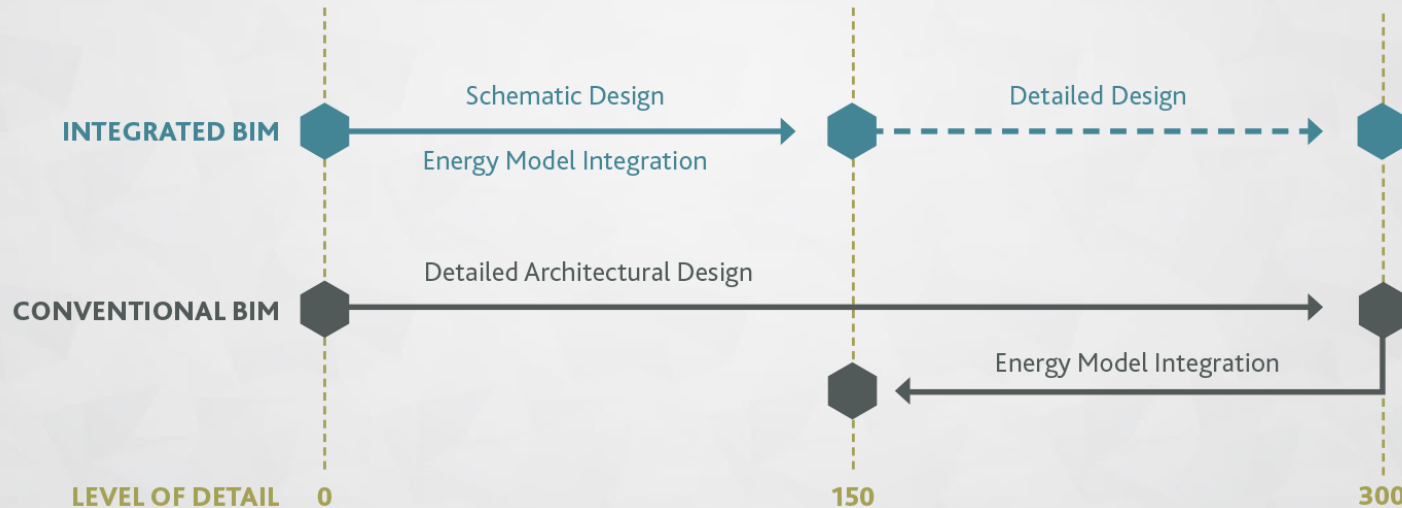 Schematic Design
Detailed Design
INTEGRATED BIM
Energy Model Integration
Detailed Architectural Design
CONVENTIONAL BIM
Energy Model Integration
LEVEL OF DETAIL 0 150 300